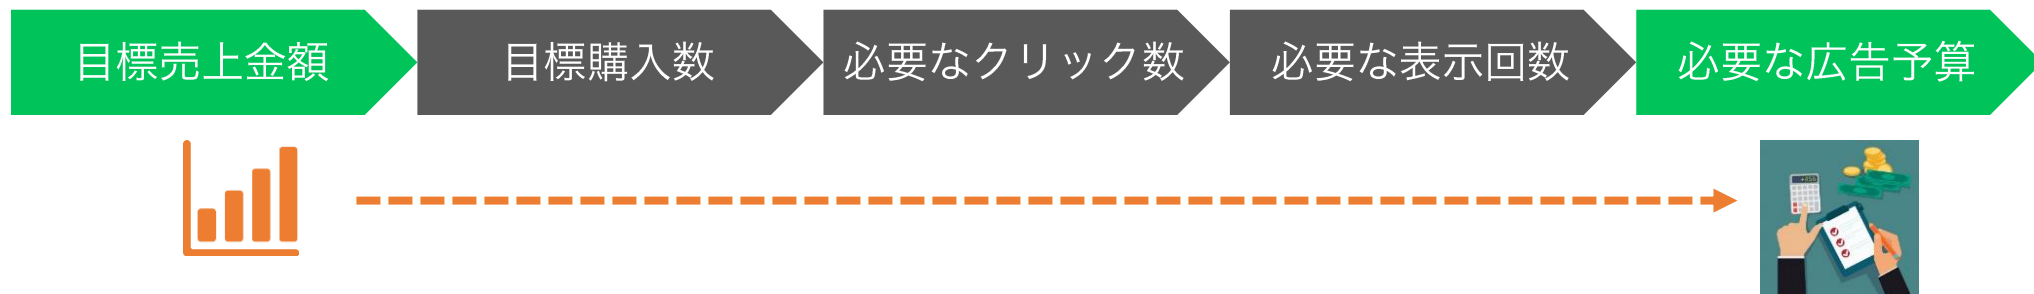 目標売上金額
目標購入数
必要なクリック数
必要な表示回数
必要な広告予算